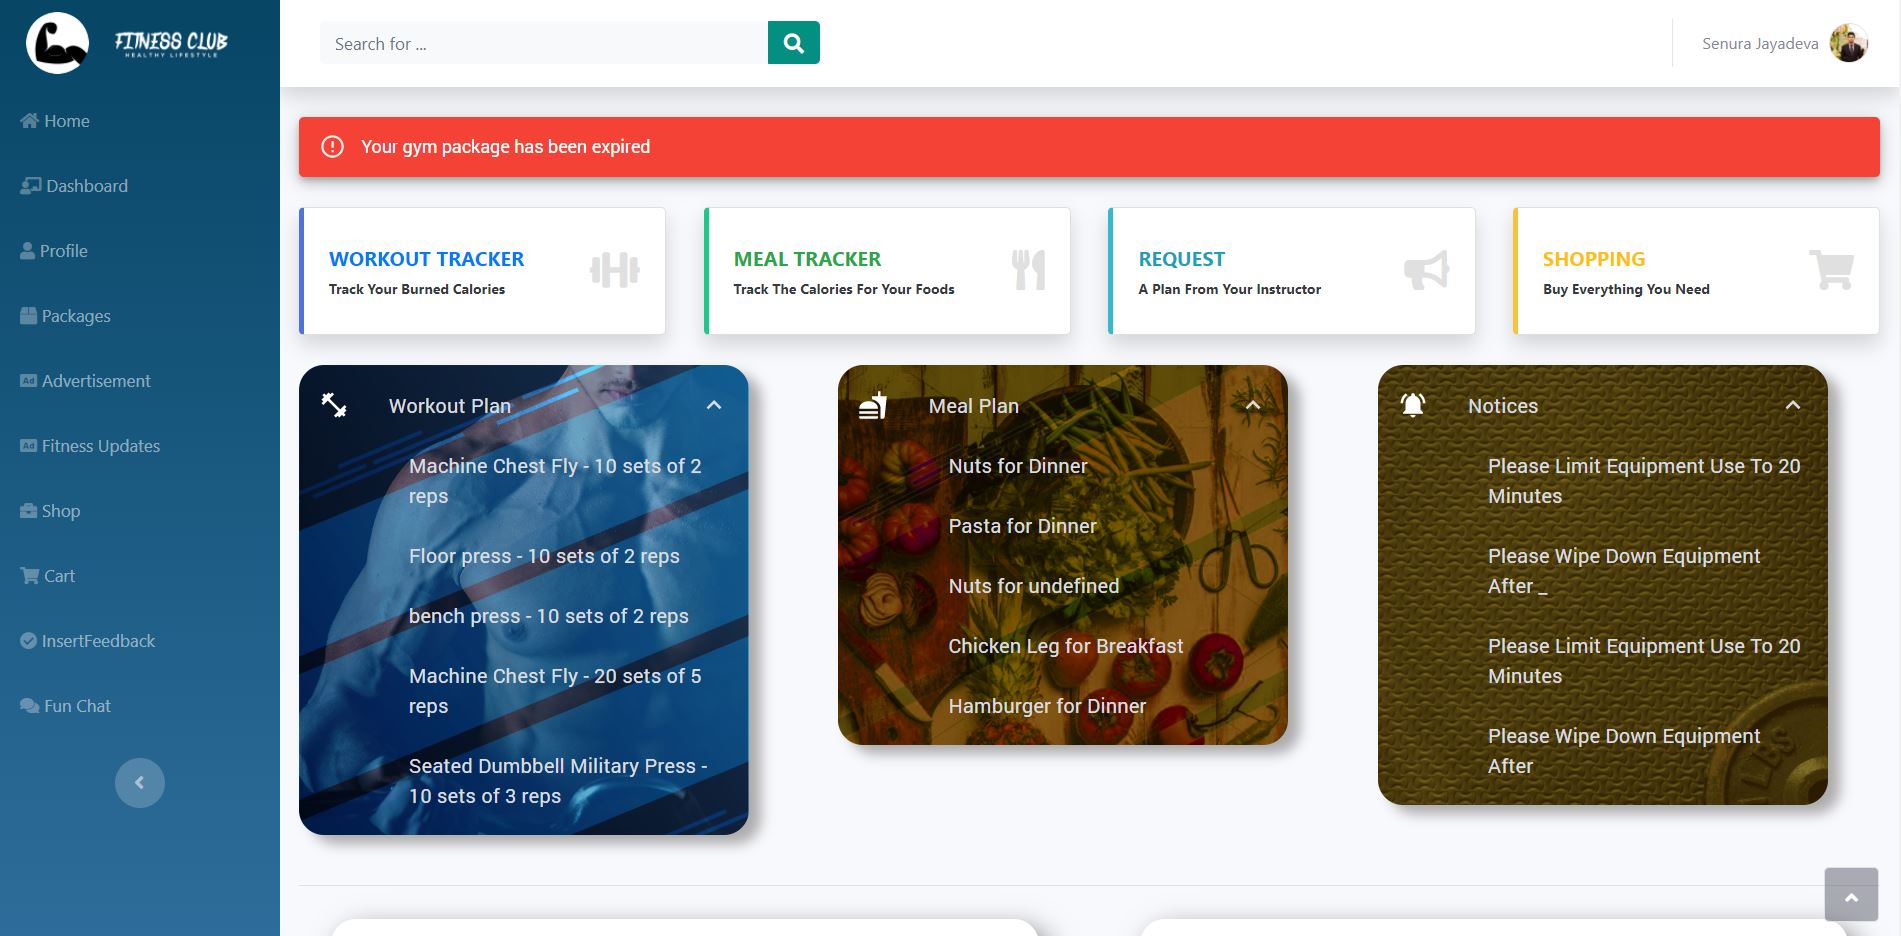 FITNESS CLUB
HEALTHY LIFESTYLE
Home
Dashboard
Profile
Packages
Ad Advertisement
Ad Fitness Updates
Shop
Cart
InsertFeedback
Fun Chat
Search for ...
Senura Jayadeva
Your gym package has been expired
WORKOUT TRACKER
Track Your Burned Calories
MEAL TRACKER
Track The Calories For Your Foods
REQUEST
A Plan From Your Instructor
SHOPPING
Buy Everything You Need
Workout Plan
Machine Chest Fly - 10 sets of 2
reps
Floor press - 10 sets of 2 reps
bench press - 10 sets of 2 reps
Machine Chest Fly - 20 sets of 5
reps
Seated Dumbbell Military Press -
10 sets of 3 reps
Meal Plan
Nuts for Dinner
Pasta for Dinner
Nuts for undefined
Chicken Leg for Breakfast
Hamburger for Dinner
Notices
Please Limit Equipment Use To 20
Minutes
Please Wipe Down Equipment
After _
Please Limit Equipment Use To 20
Minutes
Please Wipe Down Equipment
After
LBS